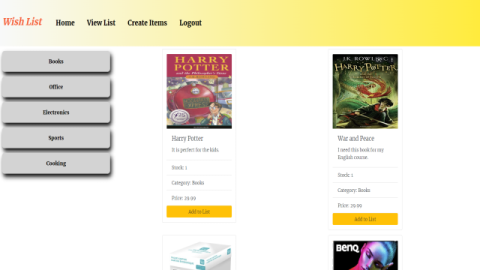 Wish List
Home
View List
Create Items
Logout
Books
Office
Electronics
Sports
Cooking
HARRY
POTTER
and the Philosopher's Stone
Harry Potter
It is perfect for the kids.
Stock: 1
Category: Books
Price: 29.99
Add to List
J.K. ROWLING
HARRY POTTER
War and Peace
I need this book for my
English course.
Stock: 1
Category: Books
Price: 29.99
Add to List
BENQ